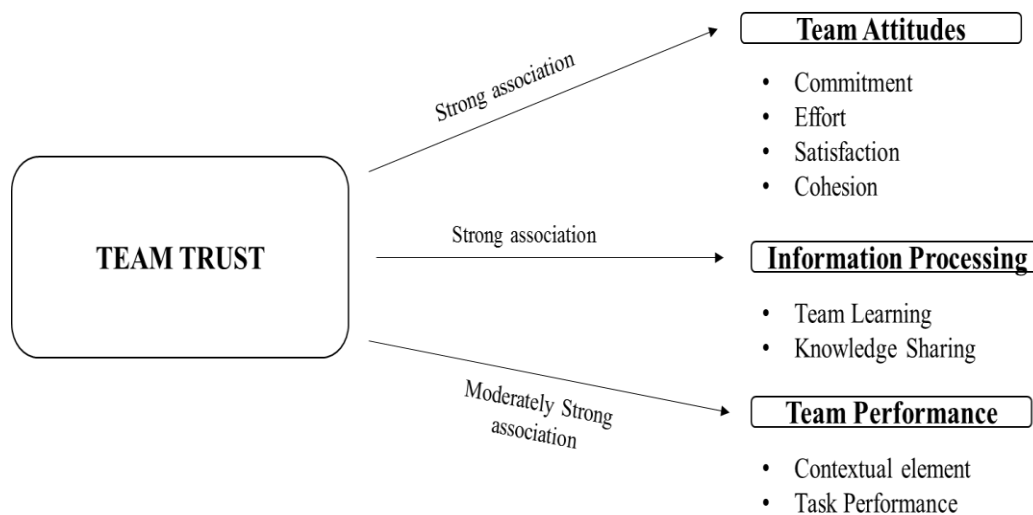 TEAM TRUST
Strong association
Strong association
Moderately Strong
association
Team Attitudes
• Commitment
• Effort
• Satisfaction
• Cohesion
Information Processing
• Team Learning
• Knowledge Sharing
Team Performance
• Contextual element
• Task Performance